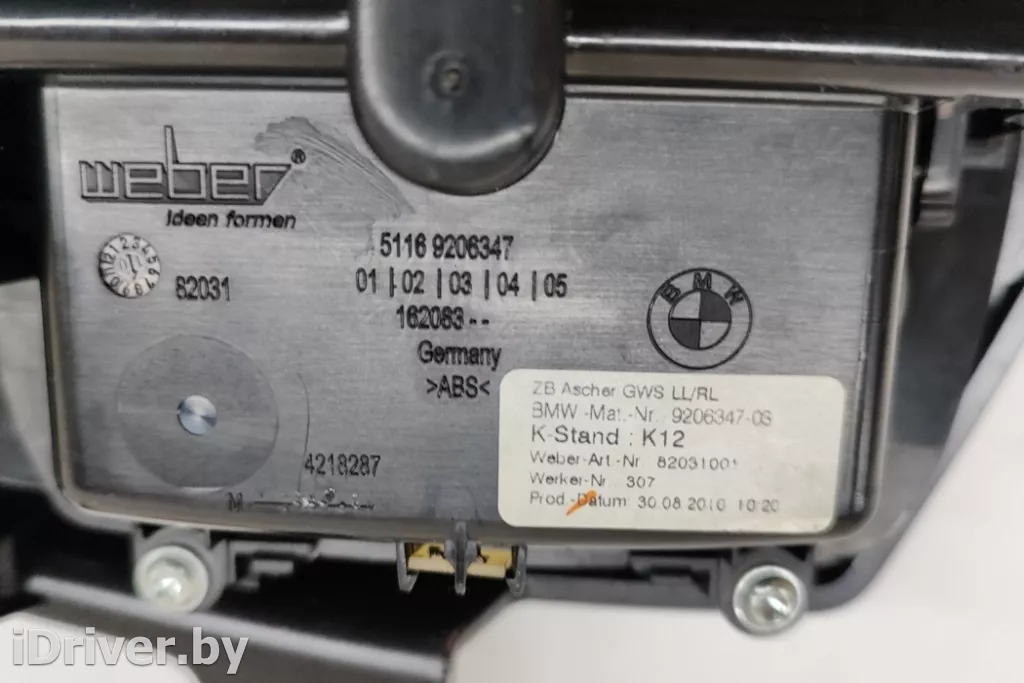 weber®
Ideen formen
82031
5116 9206347
01 | 02 | 03 | 04 | 05
162063--
Germany
>ABS<
BMW
4218287
M
ZB Ascher GWS LL/RL
BMW -Mat.-Nr. 9206347-03
K-Stand : K12
Weber-Art.-Nr. 82031001
Werker-Nr. 307
Prod.-Datum: 30.08.2010 10:20
iDriver.by